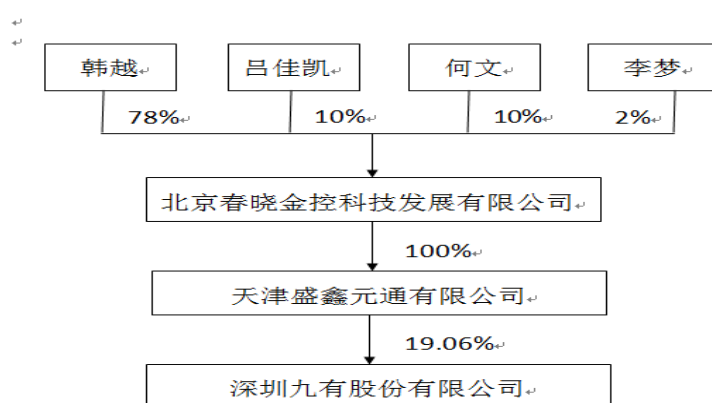 韩越 吕佳凯 何文 李梦
78% 10% 10% 2%
北京春晓金控科技发展有限公司
100%
天津盛鑫元通有限公司
19.06%
深圳九有股份有限公司